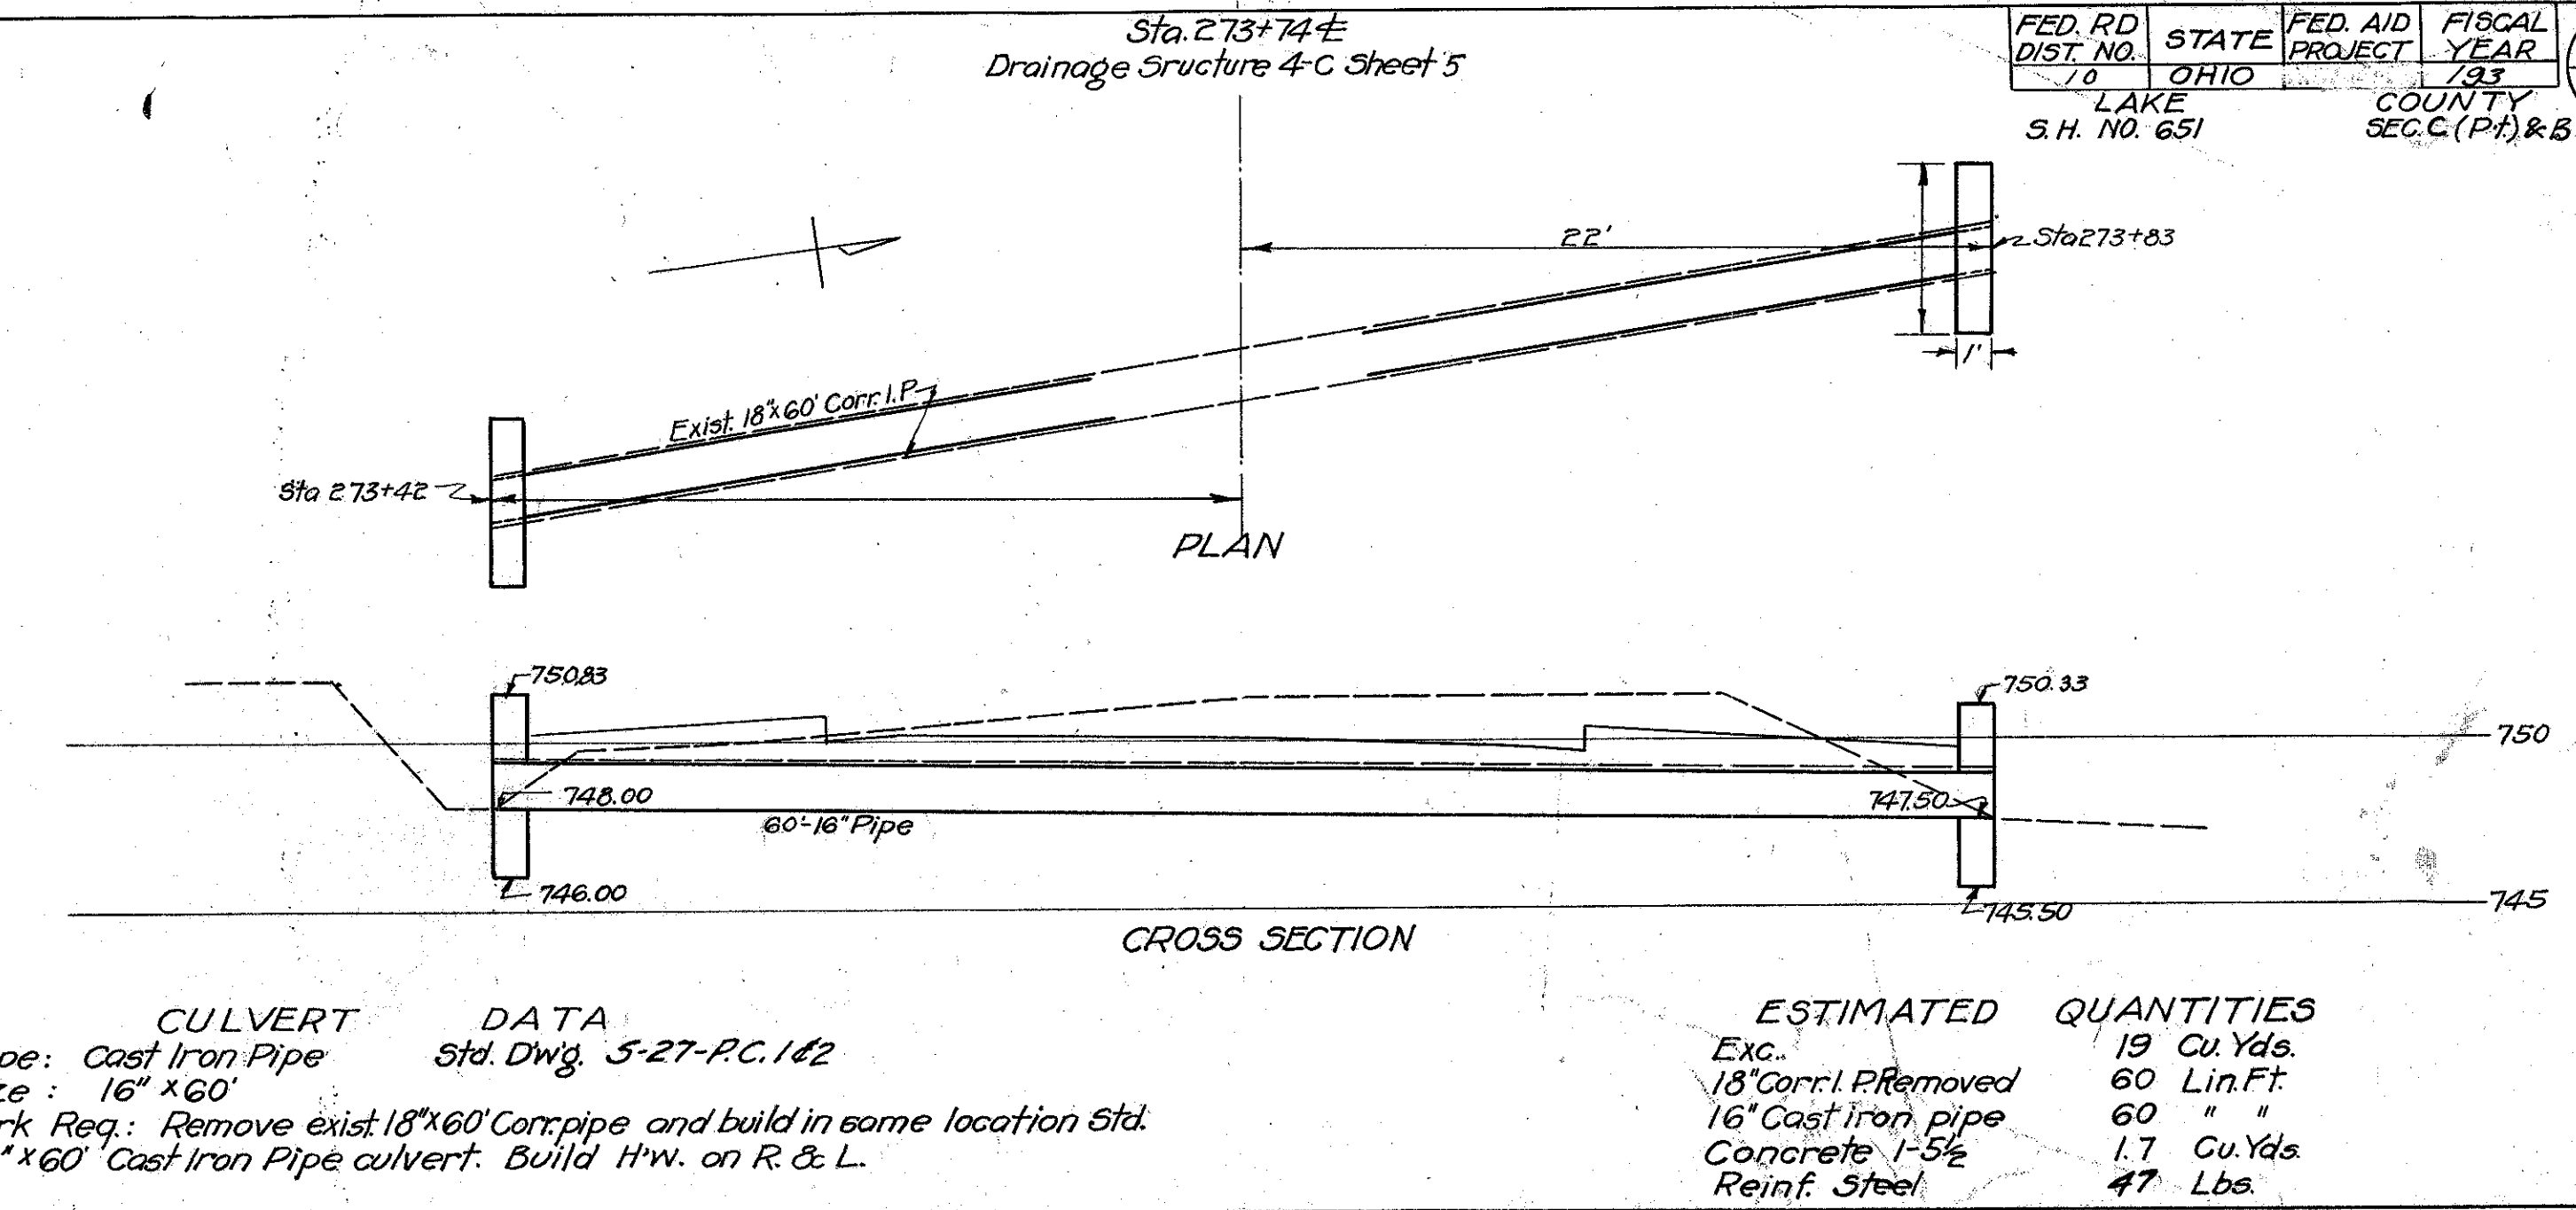 Sta. 273+74 ℄
Drainage Sructure 4-C Sheet 5
FED. RD DIST. NO. STATE FED. AID PROJECT FISCAL YEAR
10 OHIO 193
LAKE COUNTY
S.H. NO. 651 SEC. C (Pt.) & B
22'
Sta 273+83
1'
Exist. 18"x60' Corr. I.P.
Sta 273+42
PLAN
750.83
750.33
750
748.00
747.50
60'-16" Pipe
746.00
745.50
745
CROSS SECTION
CULVERT DATA
pe: Cast Iron Pipe Std. Dw'g. S-27-P.C. 1&2
ze: 16" x 60'
rk Req.: Remove exist. 18"x60' Corr. pipe and build in same location Std.
"x60' Cast Iron Pipe culvert. Build H'w. on R. & L.
ESTIMATED QUANTITIES
Exc. 19 Cu. Yds.
18" Corr. I. P. Removed 60 Lin. Ft.
16" Cast iron pipe 60 " "
Concrete 1-5½ 1.7 Cu. Yds.
Reinf. Steel 47 Lbs.